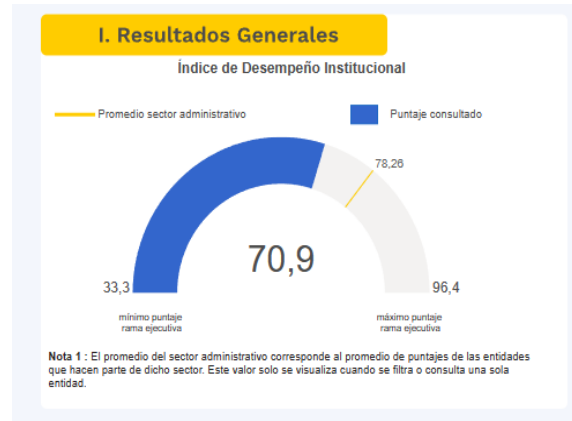 I. Resultados Generales
Índice de Desempeño Institucional
Promedio sector administrativo
Puntaje consultado
78,26
70,9
33,3
96,4
mínimo puntaje
rama ejecutiva
máximo puntaje
rama ejecutiva
Nota 1 : El promedio del sector administrativo corresponde al promedio de puntajes de las entidades
que hacen parte de dicho sector. Este valor solo se visualiza cuando se filtra o consulta una sola
entidad.